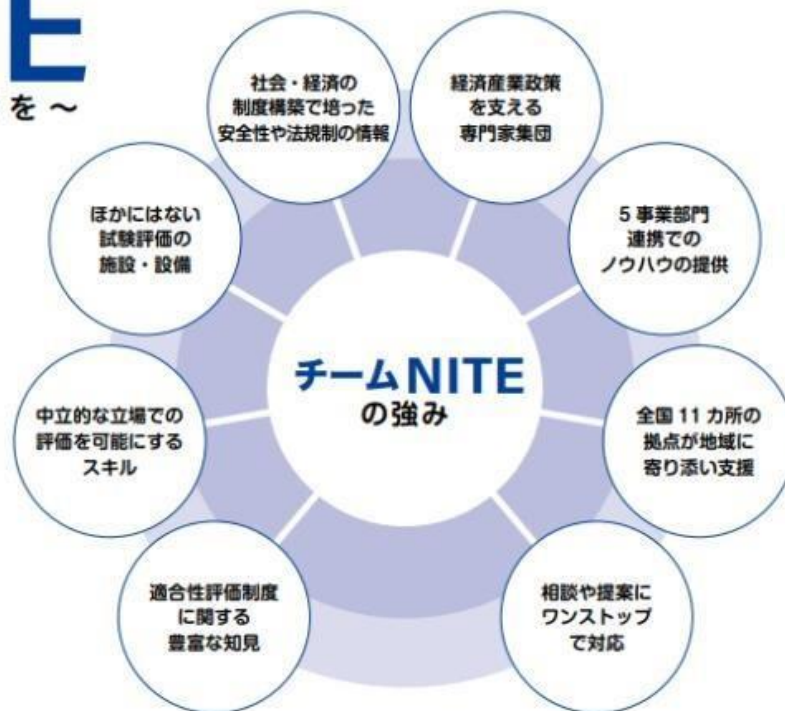 E
を ～
社会・経済の
制度構築で培った
安全性や法規制の情報
経済産業政策
を支える
専門家集団
ほかにはない
試験評価の
施設・設備
5 事業部門
連携での
ノウハウの提供
チームNITE
の強み
中立的な立場での
評価を可能にする
スキル
全国 11 カ所の
拠点が地域に
寄り添い支援
適合性評価制度
に関する
豊富な知見
相談や提案に
ワンストップ
で対応